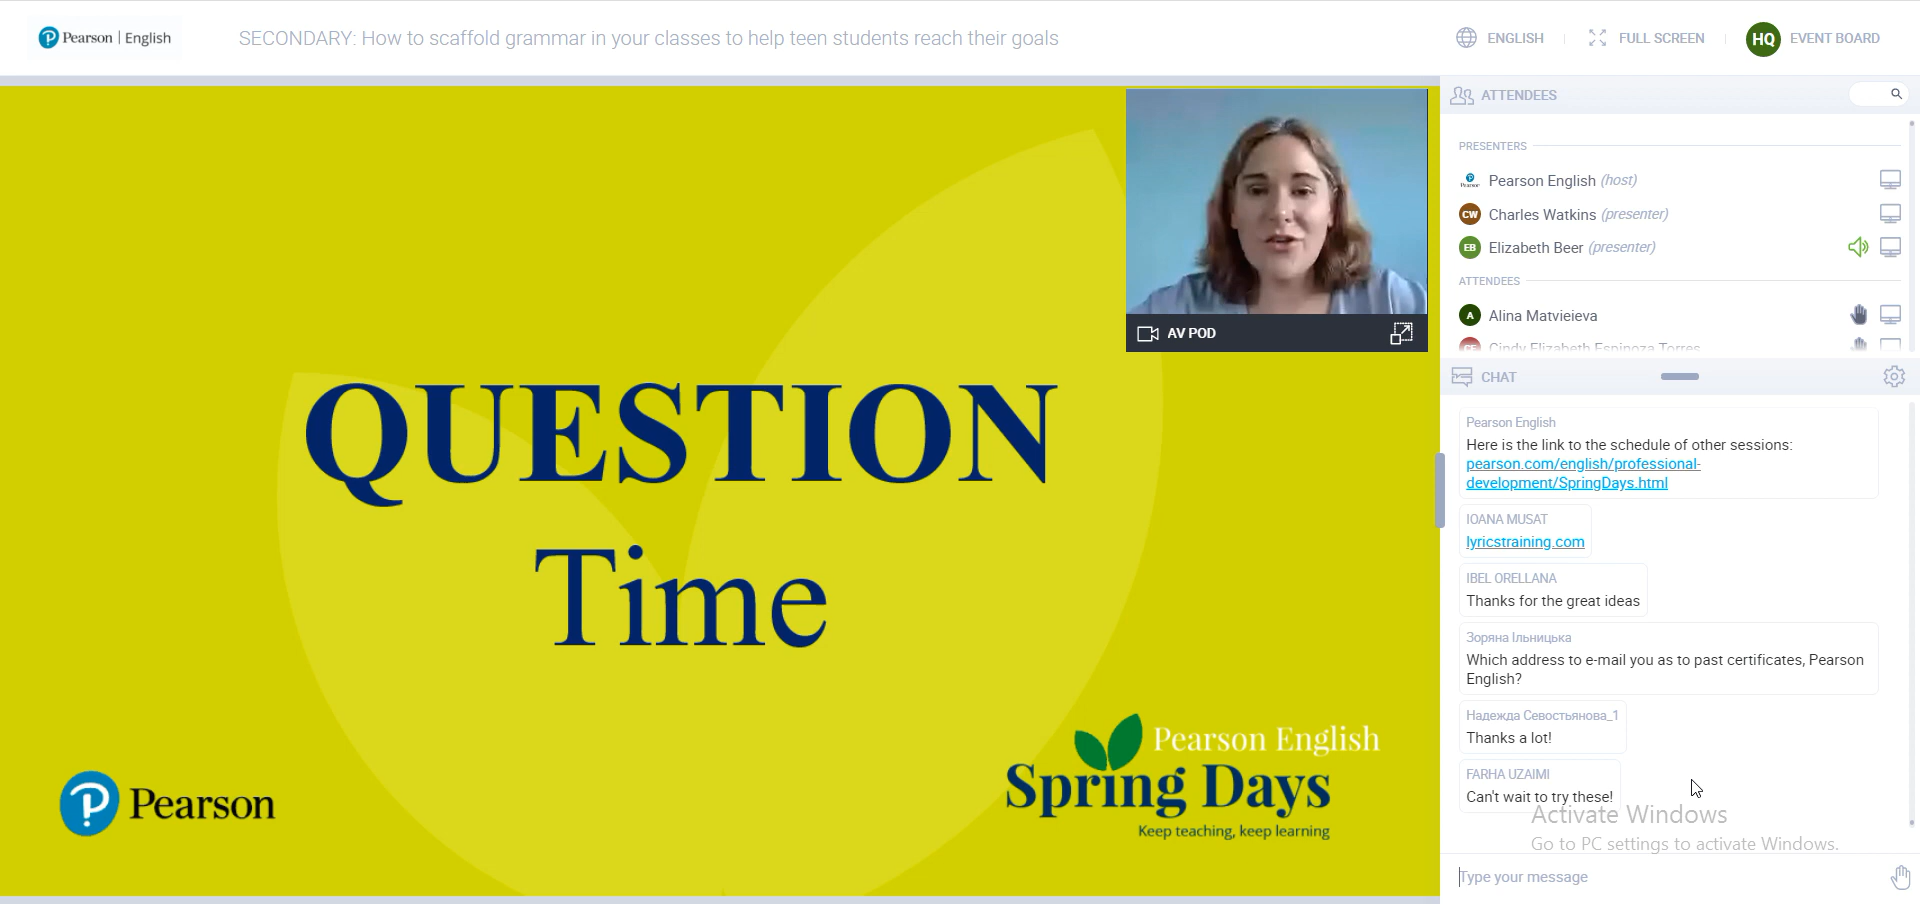 Pearson | English
SECONDARY: How to scaffold grammar in your classes to help teen students reach their goals
ENGLISH
FULL SCREEN
HQ
EVENT BOARD
QUESTION
Time
Pearson
Pearson English
Spring Days
Keep teaching, keep learning
AV POD
ATTENDEES
PRESENTERS
Pearson
Pearson English (host)
CW
Charles Watkins (presenter)
EB
Elizabeth Beer (presenter)
ATTENDEES
A
Alina Matvieieva
CE
Cindy Elizabeth Espinoza Torres
CHAT
Pearson English
Here is the link to the schedule of other sessions:
pearson.com/english/professional-
development/SpringDays.html
IOANA MUSAT
lyricstraining.com
IBEL ORELLANA
Thanks for the great ideas
Зоряна Ільницька
Which address to e-mail you as to past certificates, Pearson
English?
Надежда Севостьянова_1
Thanks a lot!
FARHA UZAIMI
Can't wait to try these!
Activate Windows
Go to PC settings to activate Windows.
Type your message